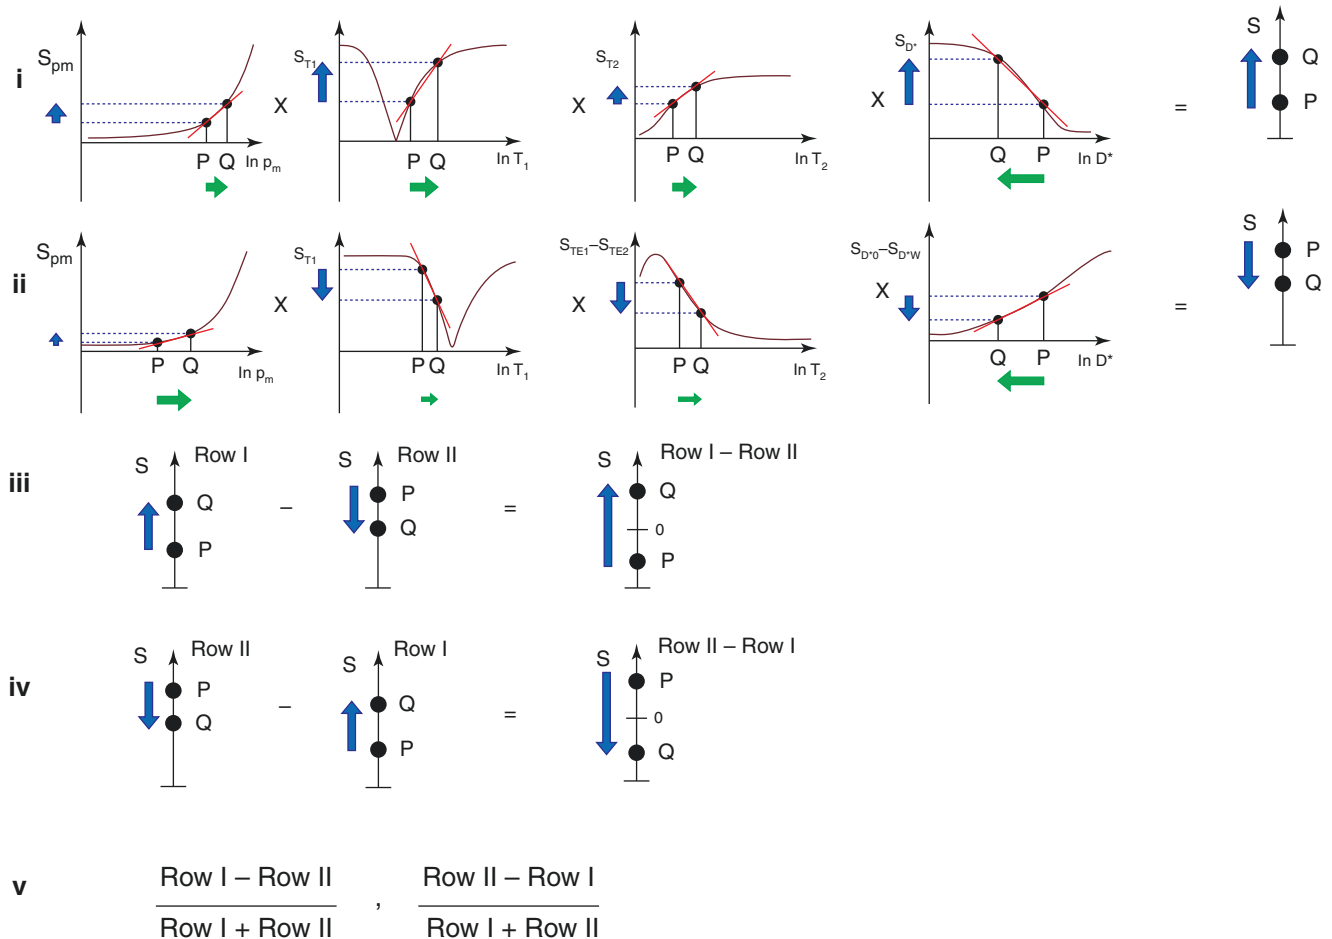 i
S_pm
P Q ln p_m
X
S_T1
P Q ln T_1
X
S_T2
P Q ln T_2
X
S_D*
Q P ln D*
=
S
Q
P
ii
S_pm
P Q ln p_m
X
S_T1
P Q ln T_1
X
S_TE1–S_TE2
P Q ln T_2
X
S_D*0–S_D*W
Q P ln D*
=
S
P
Q
iii
S Row I
Q
P
–
S Row II
P
Q
=
S Row I – Row II
Q
0
P
iv
S Row II
P
Q
–
S Row I
Q
P
=
S Row II – Row I
P
0
Q
v
Row I – Row II
Row I + Row II
,
Row II – Row I
Row I + Row II